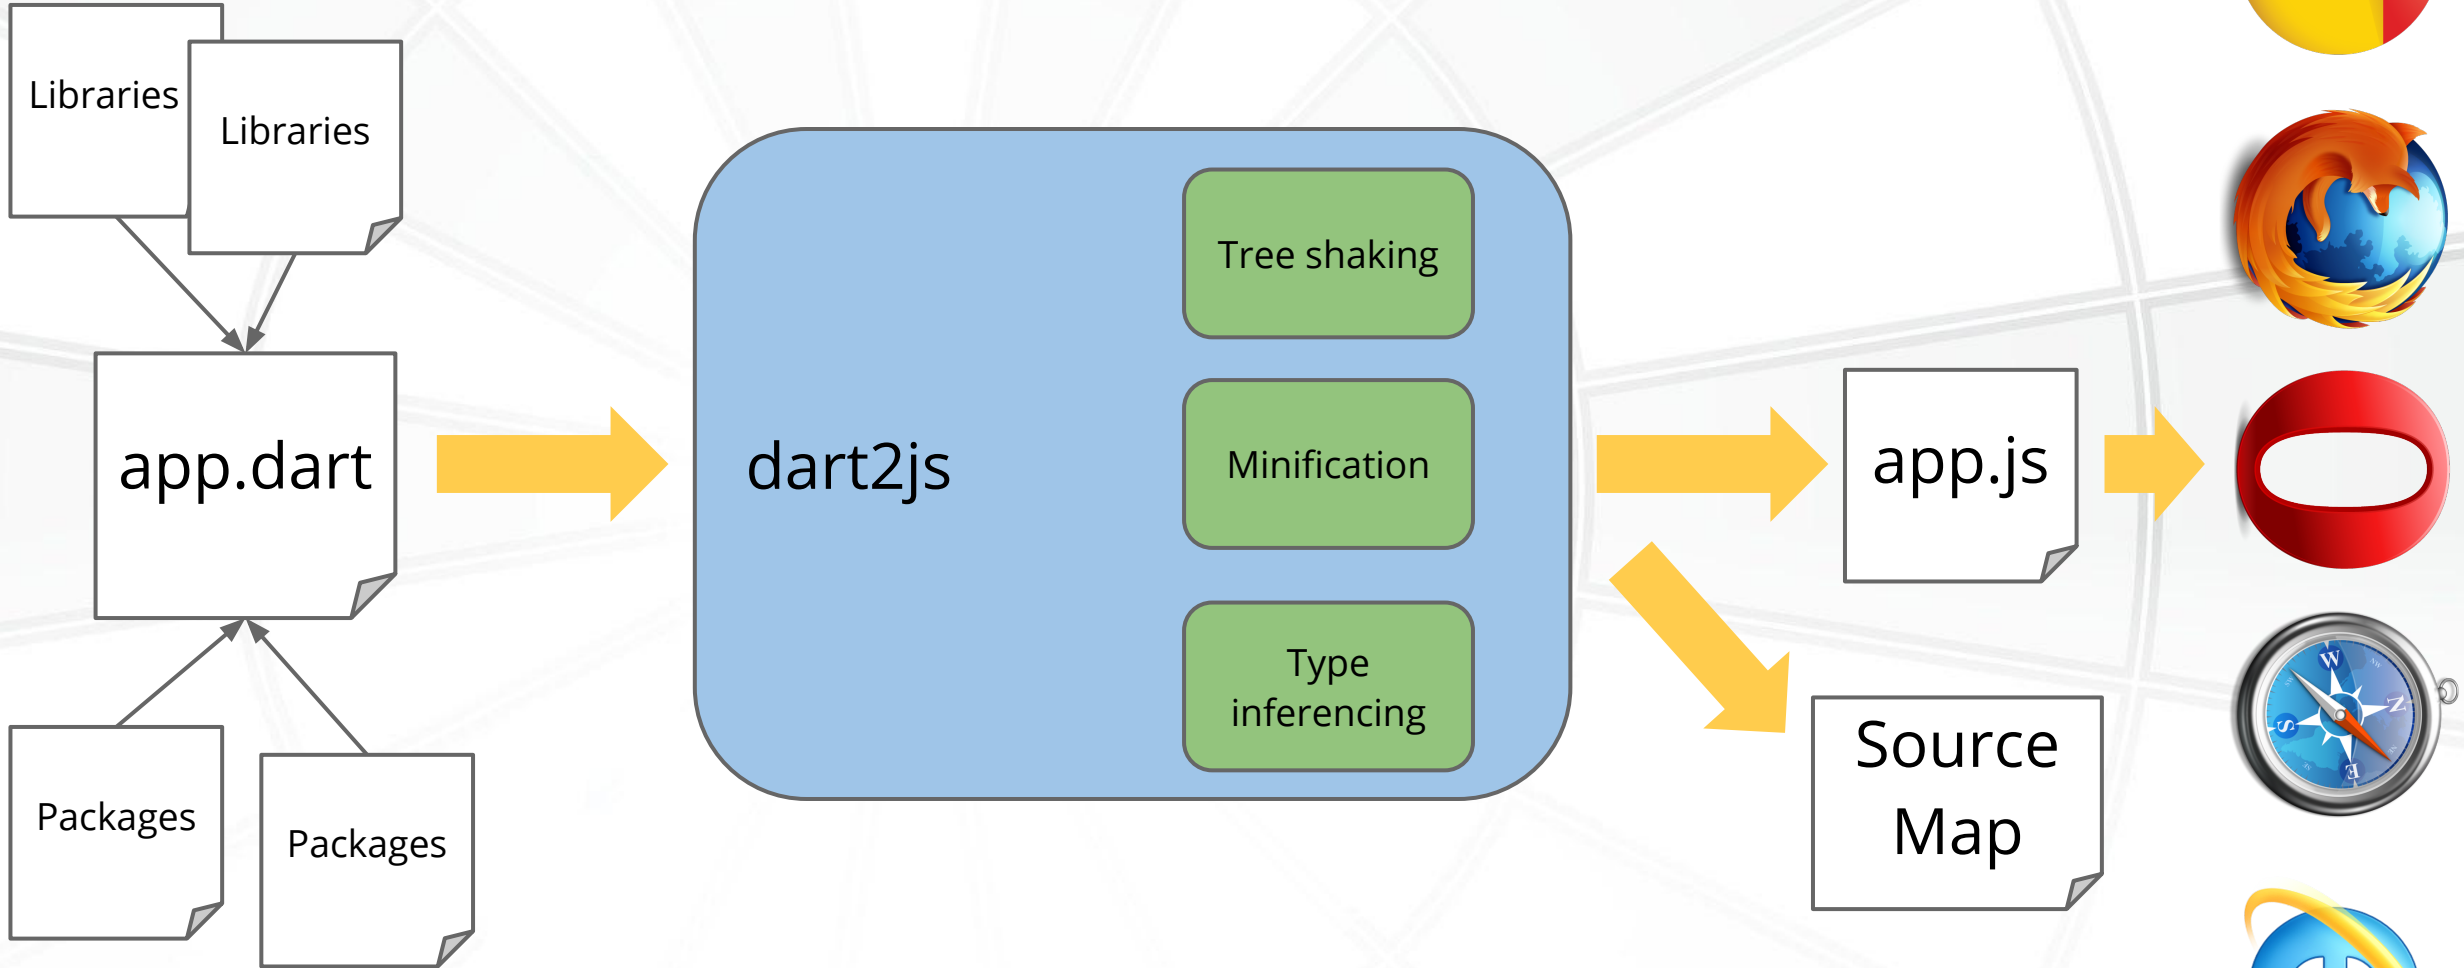 Libraries
Libraries
app.dart
Packages
Packages
dart2js
Tree shaking
Minification
Type
inferencing
app.js
Source
Map
W
N
S
E